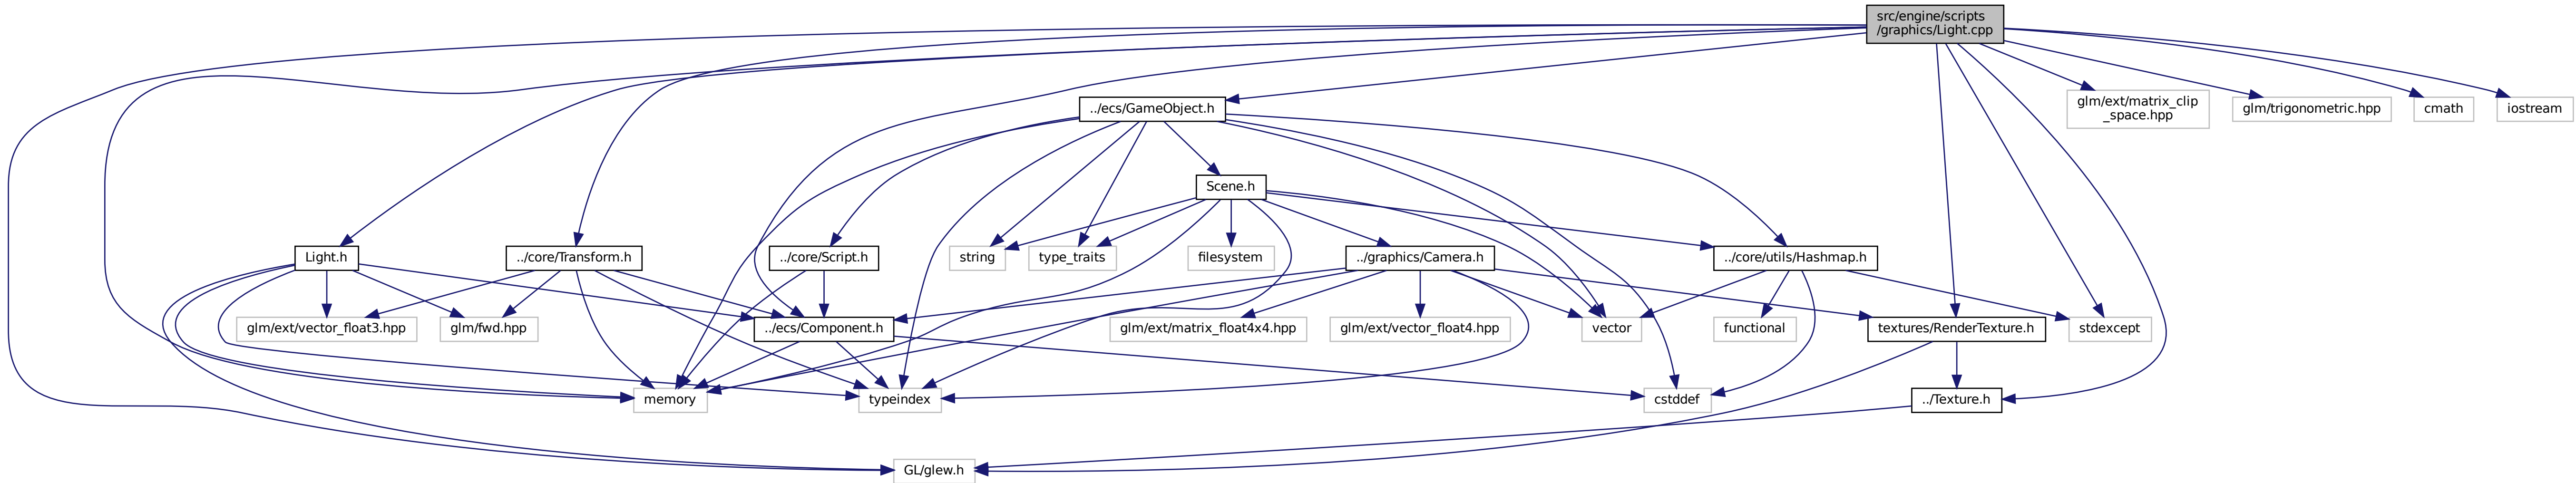 src/engine/scripts
/graphics/Light.cpp
../ecs/GameObject.h
glm/ext/matrix_clip
_space.hpp
glm/trigonometric.hpp
cmath
iostream
Scene.h
Light.h
../core/Transform.h
../core/Script.h
string
type_traits
filesystem
../graphics/Camera.h
../core/utils/Hashmap.h
glm/ext/vector_float3.hpp
glm/fwd.hpp
../ecs/Component.h
glm/ext/matrix_float4x4.hpp
glm/ext/vector_float4.hpp
vector
functional
textures/RenderTexture.h
stdexcept
memory
typeindex
cstddef
../Texture.h
GL/glew.h